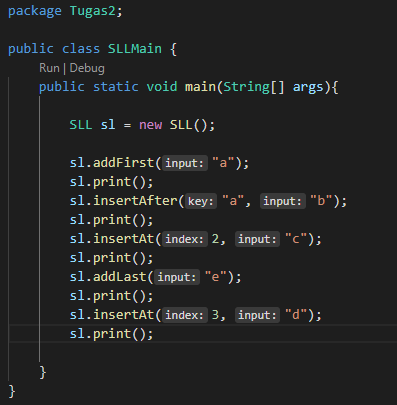 package Tugas2;
public class SLLMain {
Run | Debug
public static void main(String[] args){
SLL sl = new SLL();
sl.addFirst(input: "a");
sl.print();
sl.insertAfter(key: "a", input: "b");
sl.print();
sl.insertAt(index: 2, input: "c");
sl.print();
sl.addLast(input: "e");
sl.print();
sl.insertAt(index: 3, input: "d");
sl.print();
}
}